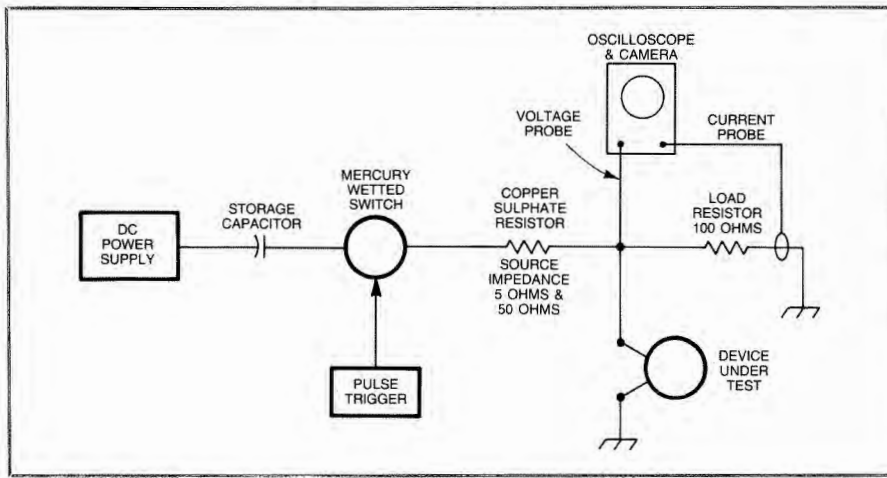 OSCILLOSCOPE
& CAMERA
VOLTAGE
PROBE
CURRENT
PROBE
MERCURY
WETTED
SWITCH
STORAGE
CAPACITOR
DC
POWER
SUPPLY
COPPER
SULPHATE
RESISTOR
SOURCE
IMPEDANCE
5 OHMS &
50 OHMS
LOAD
RESISTOR
100 OHMS
PULSE
TRIGGER
DEVICE
UNDER
TEST